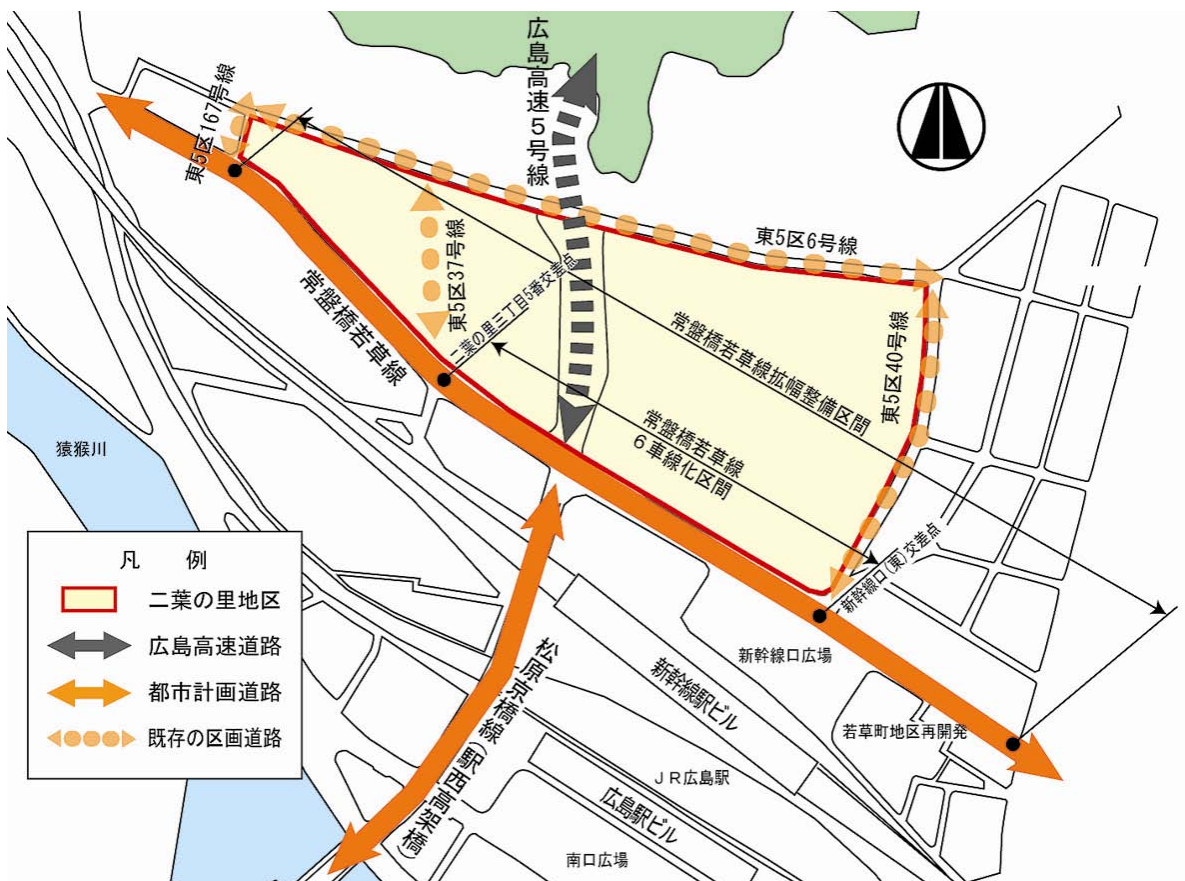 広島高速5号線
東5区167号線
東5区6号線
東5区37号線
二葉の里三丁目5番交差点
常盤橋若草線
常盤橋若草線拡幅整備区間
東5区40号線
常盤橋若草線
6車線化区間
猿猴川
新幹線口(東)交差点
凡 例
二葉の里地区
広島高速道路
都市計画道路
既存の区画道路
松原京橋線(駅西高架橋)
新幹線口広場
新幹線駅ビル
若草町地区再開発
JR広島駅
広島駅ビル
南口広場